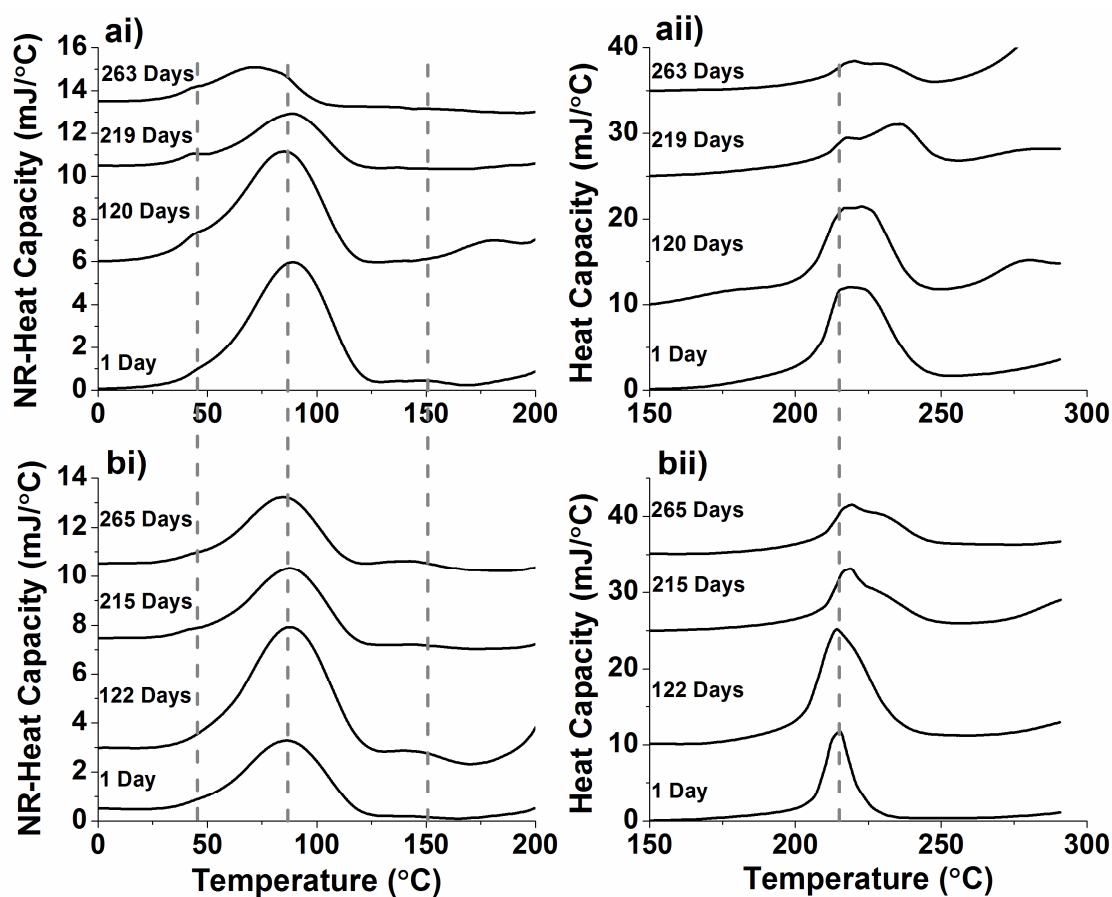 ai)
NR-Heat Capacity (mJ/°C)
16
14
12
10
8
6
4
2
0
263 Days
219 Days
120 Days
1 Day
0 50 100 150 200
aii)
Heat Capacity (mJ/°C)
40
30
20
10
0
263 Days
219 Days
120 Days
1 Day
150 200 250 300
bi)
NR-Heat Capacity (mJ/°C)
14
12
10
8
6
4
2
0
265 Days
215 Days
122 Days
1 Day
0 50 100 150 200
Temperature (°C)
bii)
Heat Capacity (mJ/°C)
40
30
20
10
0
265 Days
215 Days
122 Days
1 Day
150 200 250 300
Temperature (°C)